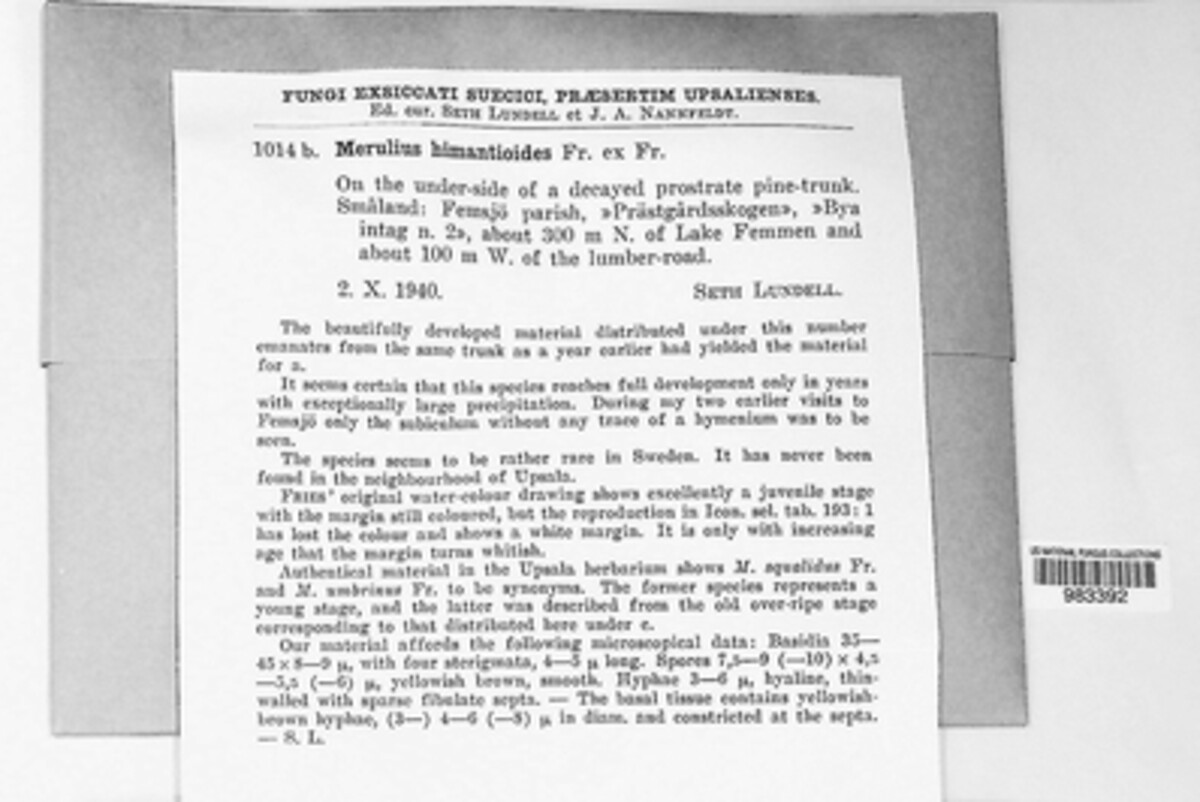 FUNGI EXSICCATI SUECICI, PRÆSERTIM UPSALIENSES.
Ed. cur. SETH LUNDELL et J. A. NANNFELDT.
1014 b. Merulius himantioides Fr. ex Fr.
On the under-side of a decayed prostrate pine-trunk.
Småland: Femsjö parish, »Prästgårdsskogen», »Bya
intag n. 2», about 300 m N. of Lake Femmen and
about 100 m W. of the lumber-road.
2. X. 1940. SETH LUNDELL.
The beautifully developed material distributed under this number
emanates from the same trunk as a year earlier had yielded the material
for a.
It seems certain that this species reaches full development only in years
with exceptionally large precipitation. During my two earlier visits to
Femsjö only the subiculum without any trace of a hymenium was to be
seen.
The species seems to be rather rare in Sweden. It has never been
found in the neighbourhood of Upsala.
FRIES' original water-colour drawing shows excellently a juvenile stage
with the margin still coloured, but the reproduction in Icon. sel. tab. 193: 1
has lost the colour and shows a white margin. It is only with increasing
age that the margin turns whitish.
Authentical material in the Upsala herbarium shows M. squalidus Fr.
and M. umbrinus Fr. to be synonyms. The former species represents a
young stage, and the latter was described from the old over-ripe stage
corresponding to that distributed here under c.
Our material affords the following microscopical data: Basidia 35—
45 × 8—9 µ, with four sterigmata, 4—5 µ long. Spores 7,5—9 (—10) × 4,5
—5,5 (—6) µ, yellowish brown, smooth. Hyphae 3—6 µ, hyaline, thin-
walled with sparse fibulate septa. — The basal tissue contains yellowish-
brown hyphae, (3—) 4—6 (—8) µ in diam. and constricted at the septa.
— S. L.
US NATIONAL FUNGUS COLLECTIONS
983392